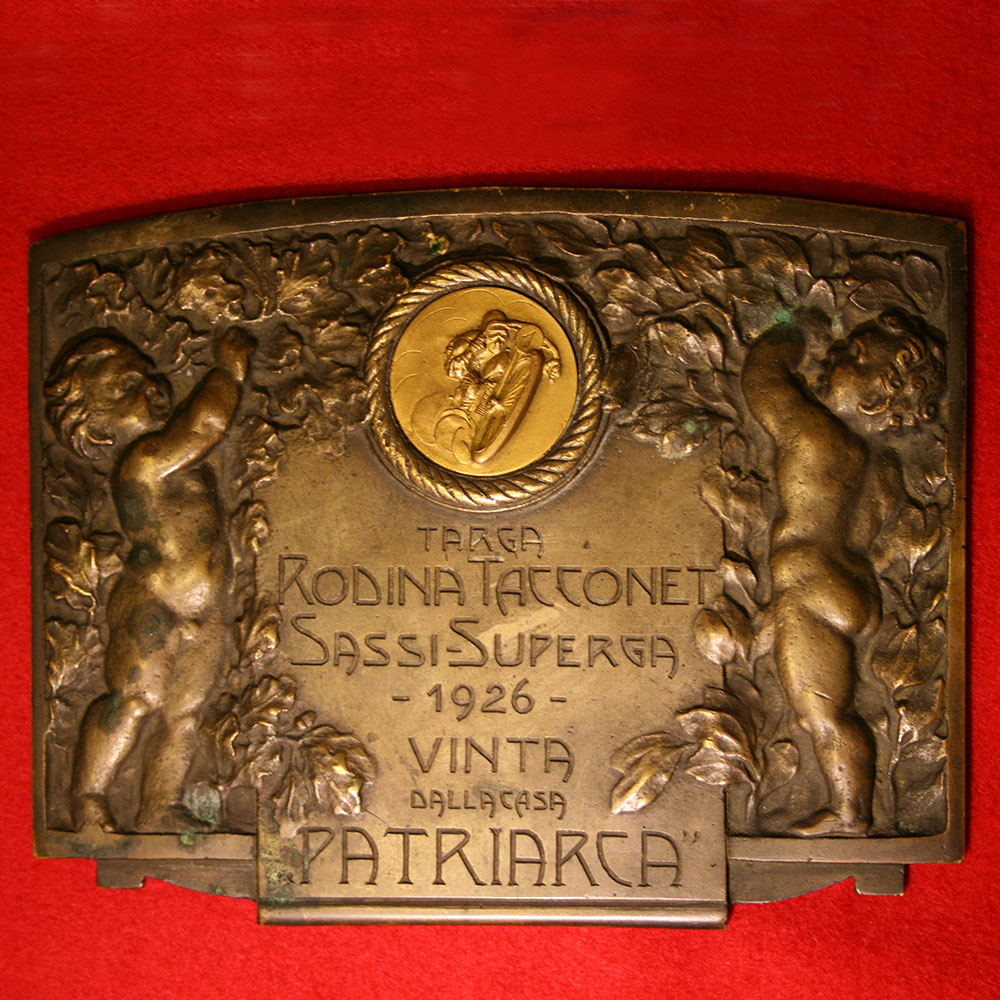 TARGA
RODINA TACCONET
SASSI-SUPERGA
- 1926 -
VINTA
DALLA CASA
"PATRIARCA"